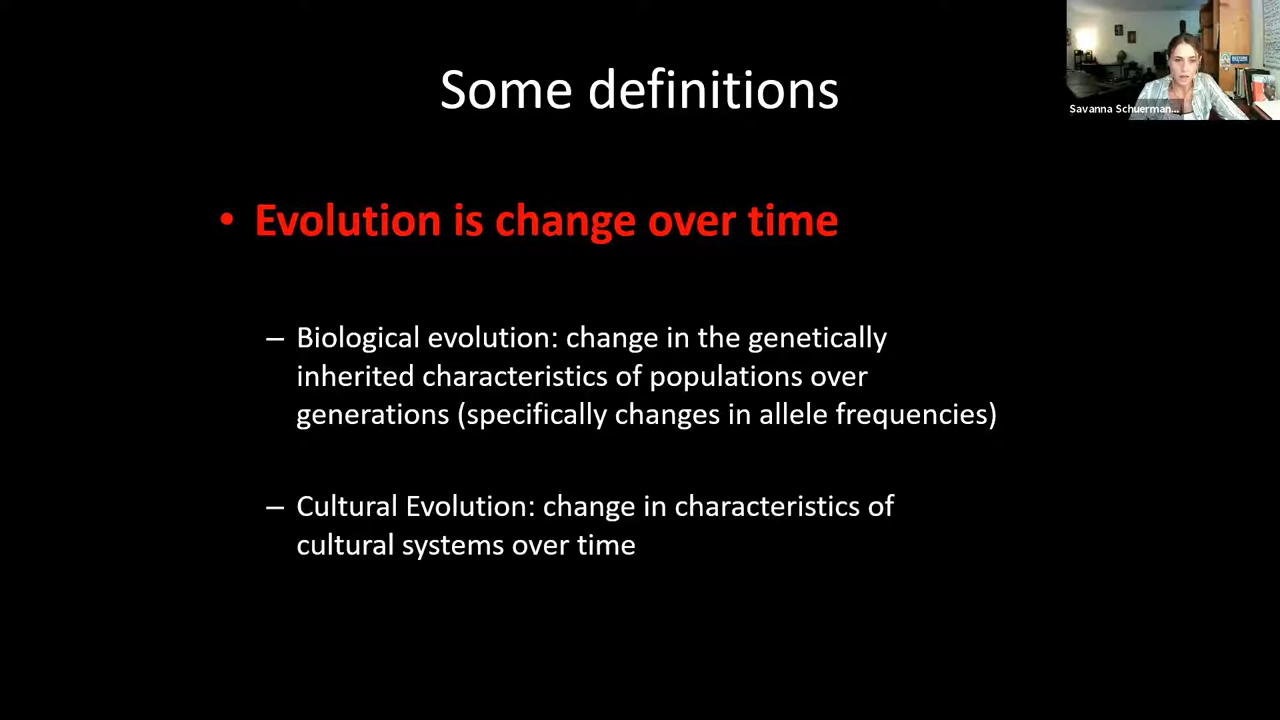 Some definitions
Savanna Schuerman...
• Evolution is change over time
– Biological evolution: change in the genetically
inherited characteristics of populations over
generations (specifically changes in allele frequencies)
– Cultural Evolution: change in characteristics of
cultural systems over time